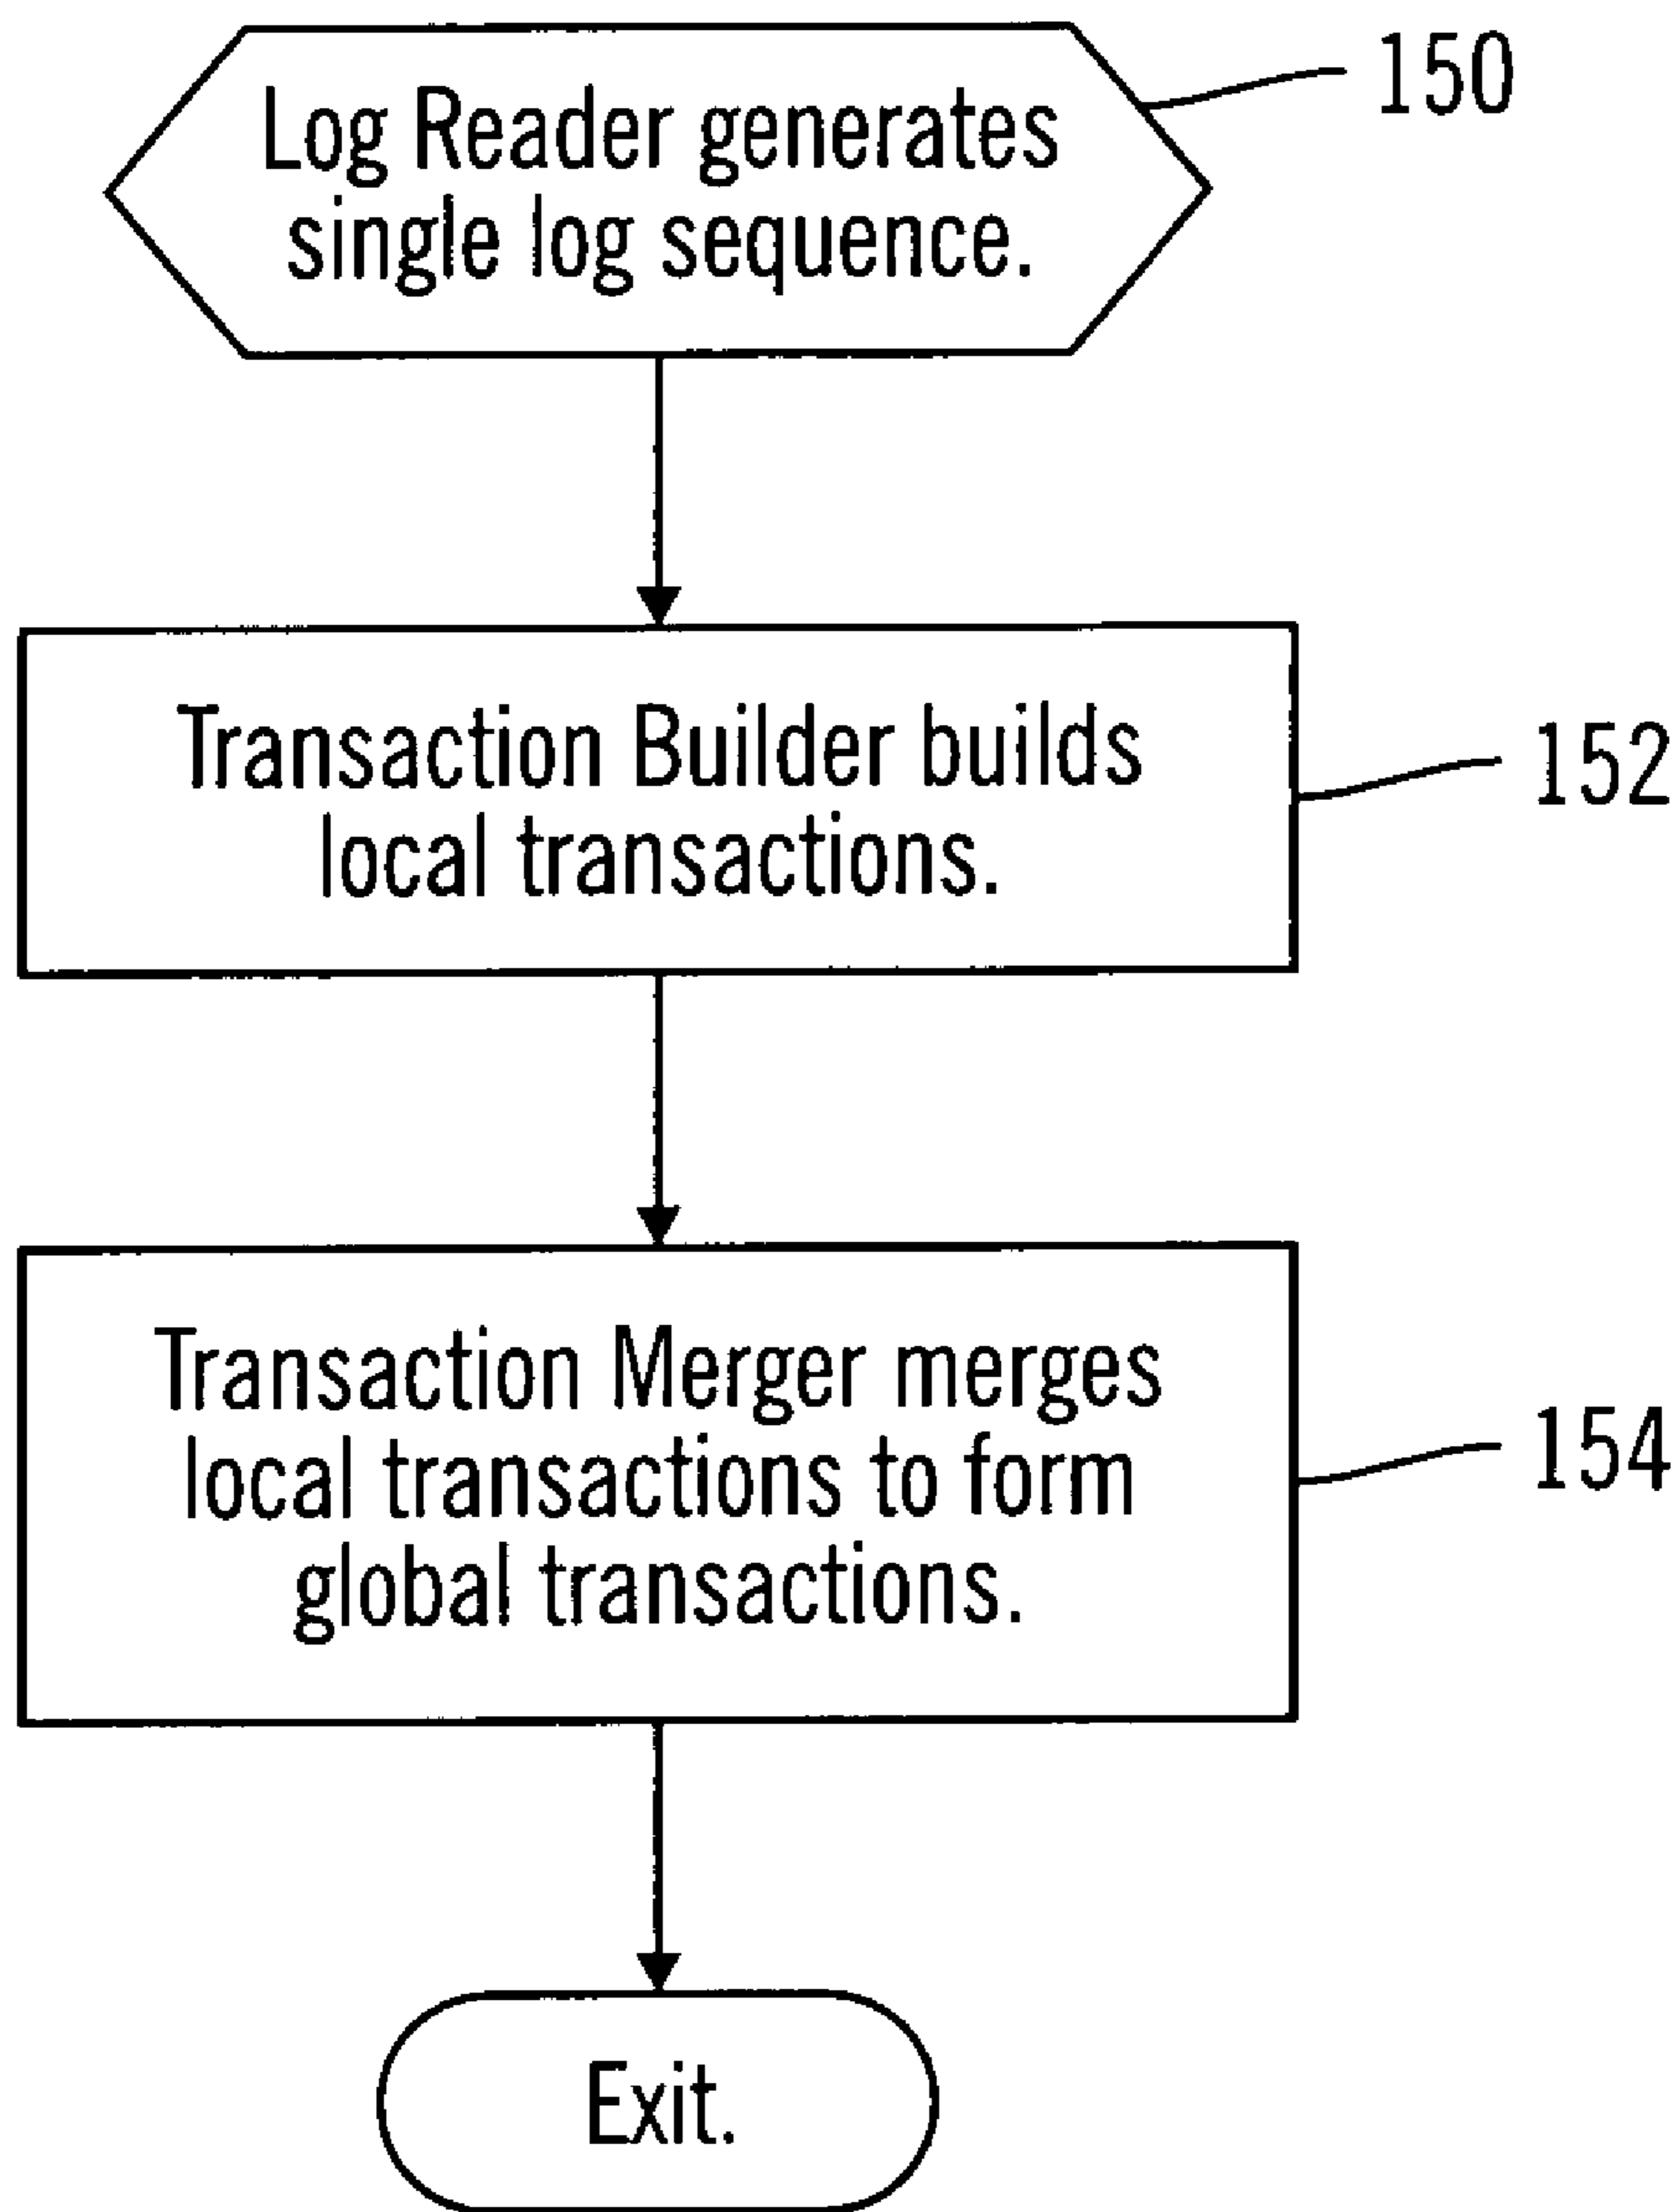 Log Reader generates
single log sequence.
150
Transaction Builder builds
local transactions.
152
Transaction Merger merges
local transactions to form
global transactions.
154
Exit.